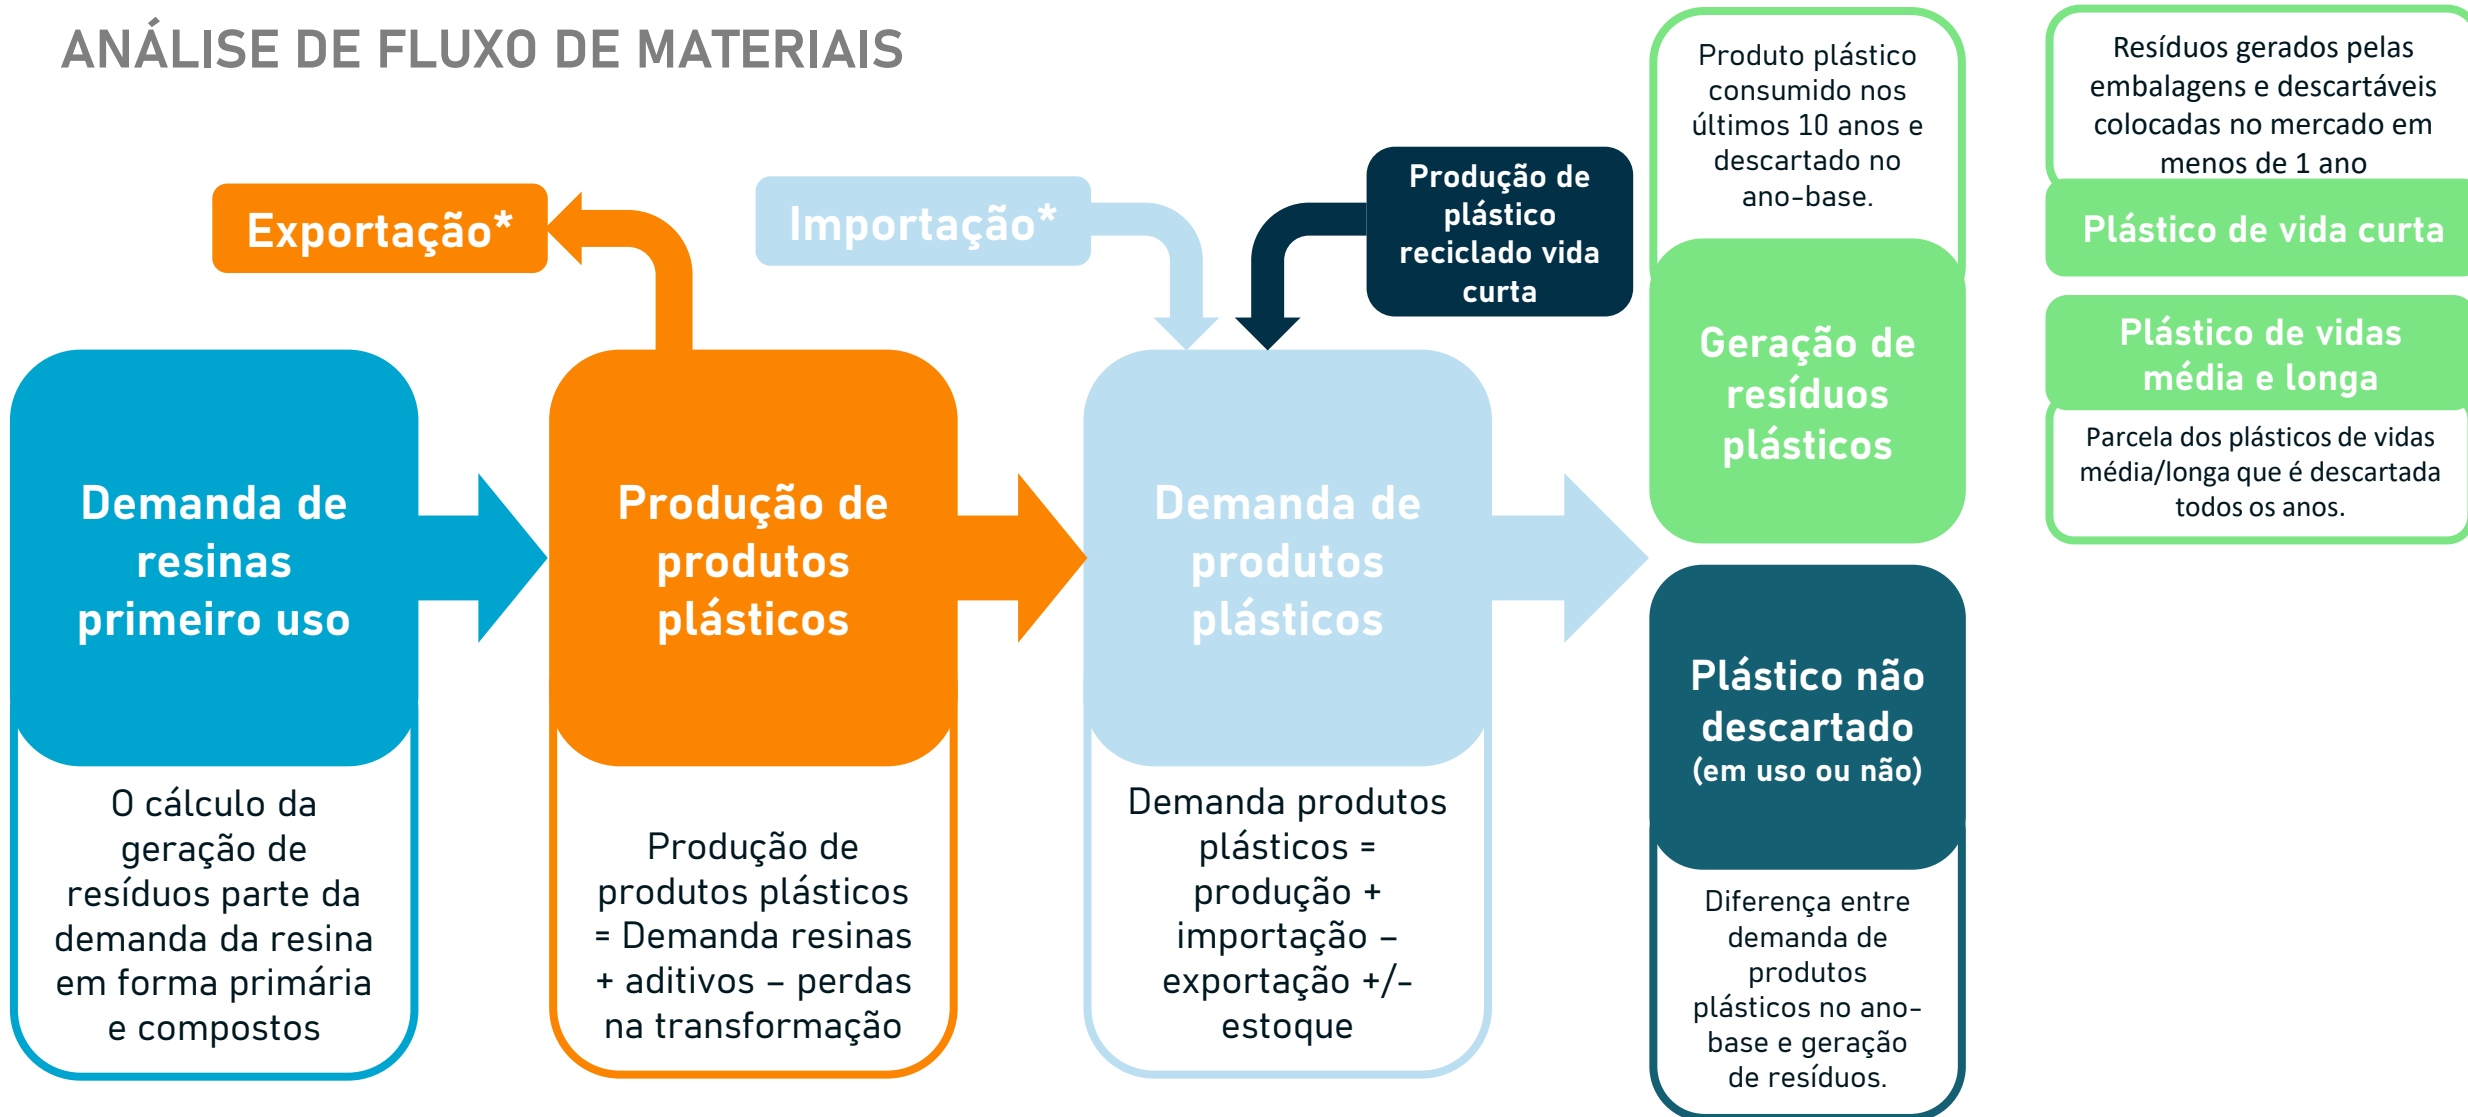 ANÁLISE DE FLUXO DE MATERIAIS
Exportação*
Importação*
Produção de
plástico
reciclado vida
curta
Demanda de
resinas
primeiro uso
O cálculo da
geração de
resíduos parte da
demanda da resina
em forma primária
e compostos
Produção de
produtos
plásticos
Produção de
produtos plásticos
= Demanda resinas
+ aditivos – perdas
na transformação
Demanda de
produtos
plásticos
Demanda produtos
plásticos =
produção +
importação –
exportação +/-
estoque
Produto plástico
consumido nos
últimos 10 anos e
descartado no
ano-base.
Geração de
resíduos
plásticos
Plástico não
descartado
(em uso ou não)
Diferença entre
demanda de
produtos
plásticos no ano-
base e geração
de resíduos.
Resíduos gerados pelas
embalagens e descartáveis
colocadas no mercado em
menos de 1 ano
Plástico de vida curta
Plástico de vidas
média e longa
Parcela dos plásticos de vidas
média/longa que é descartada
todos os anos.